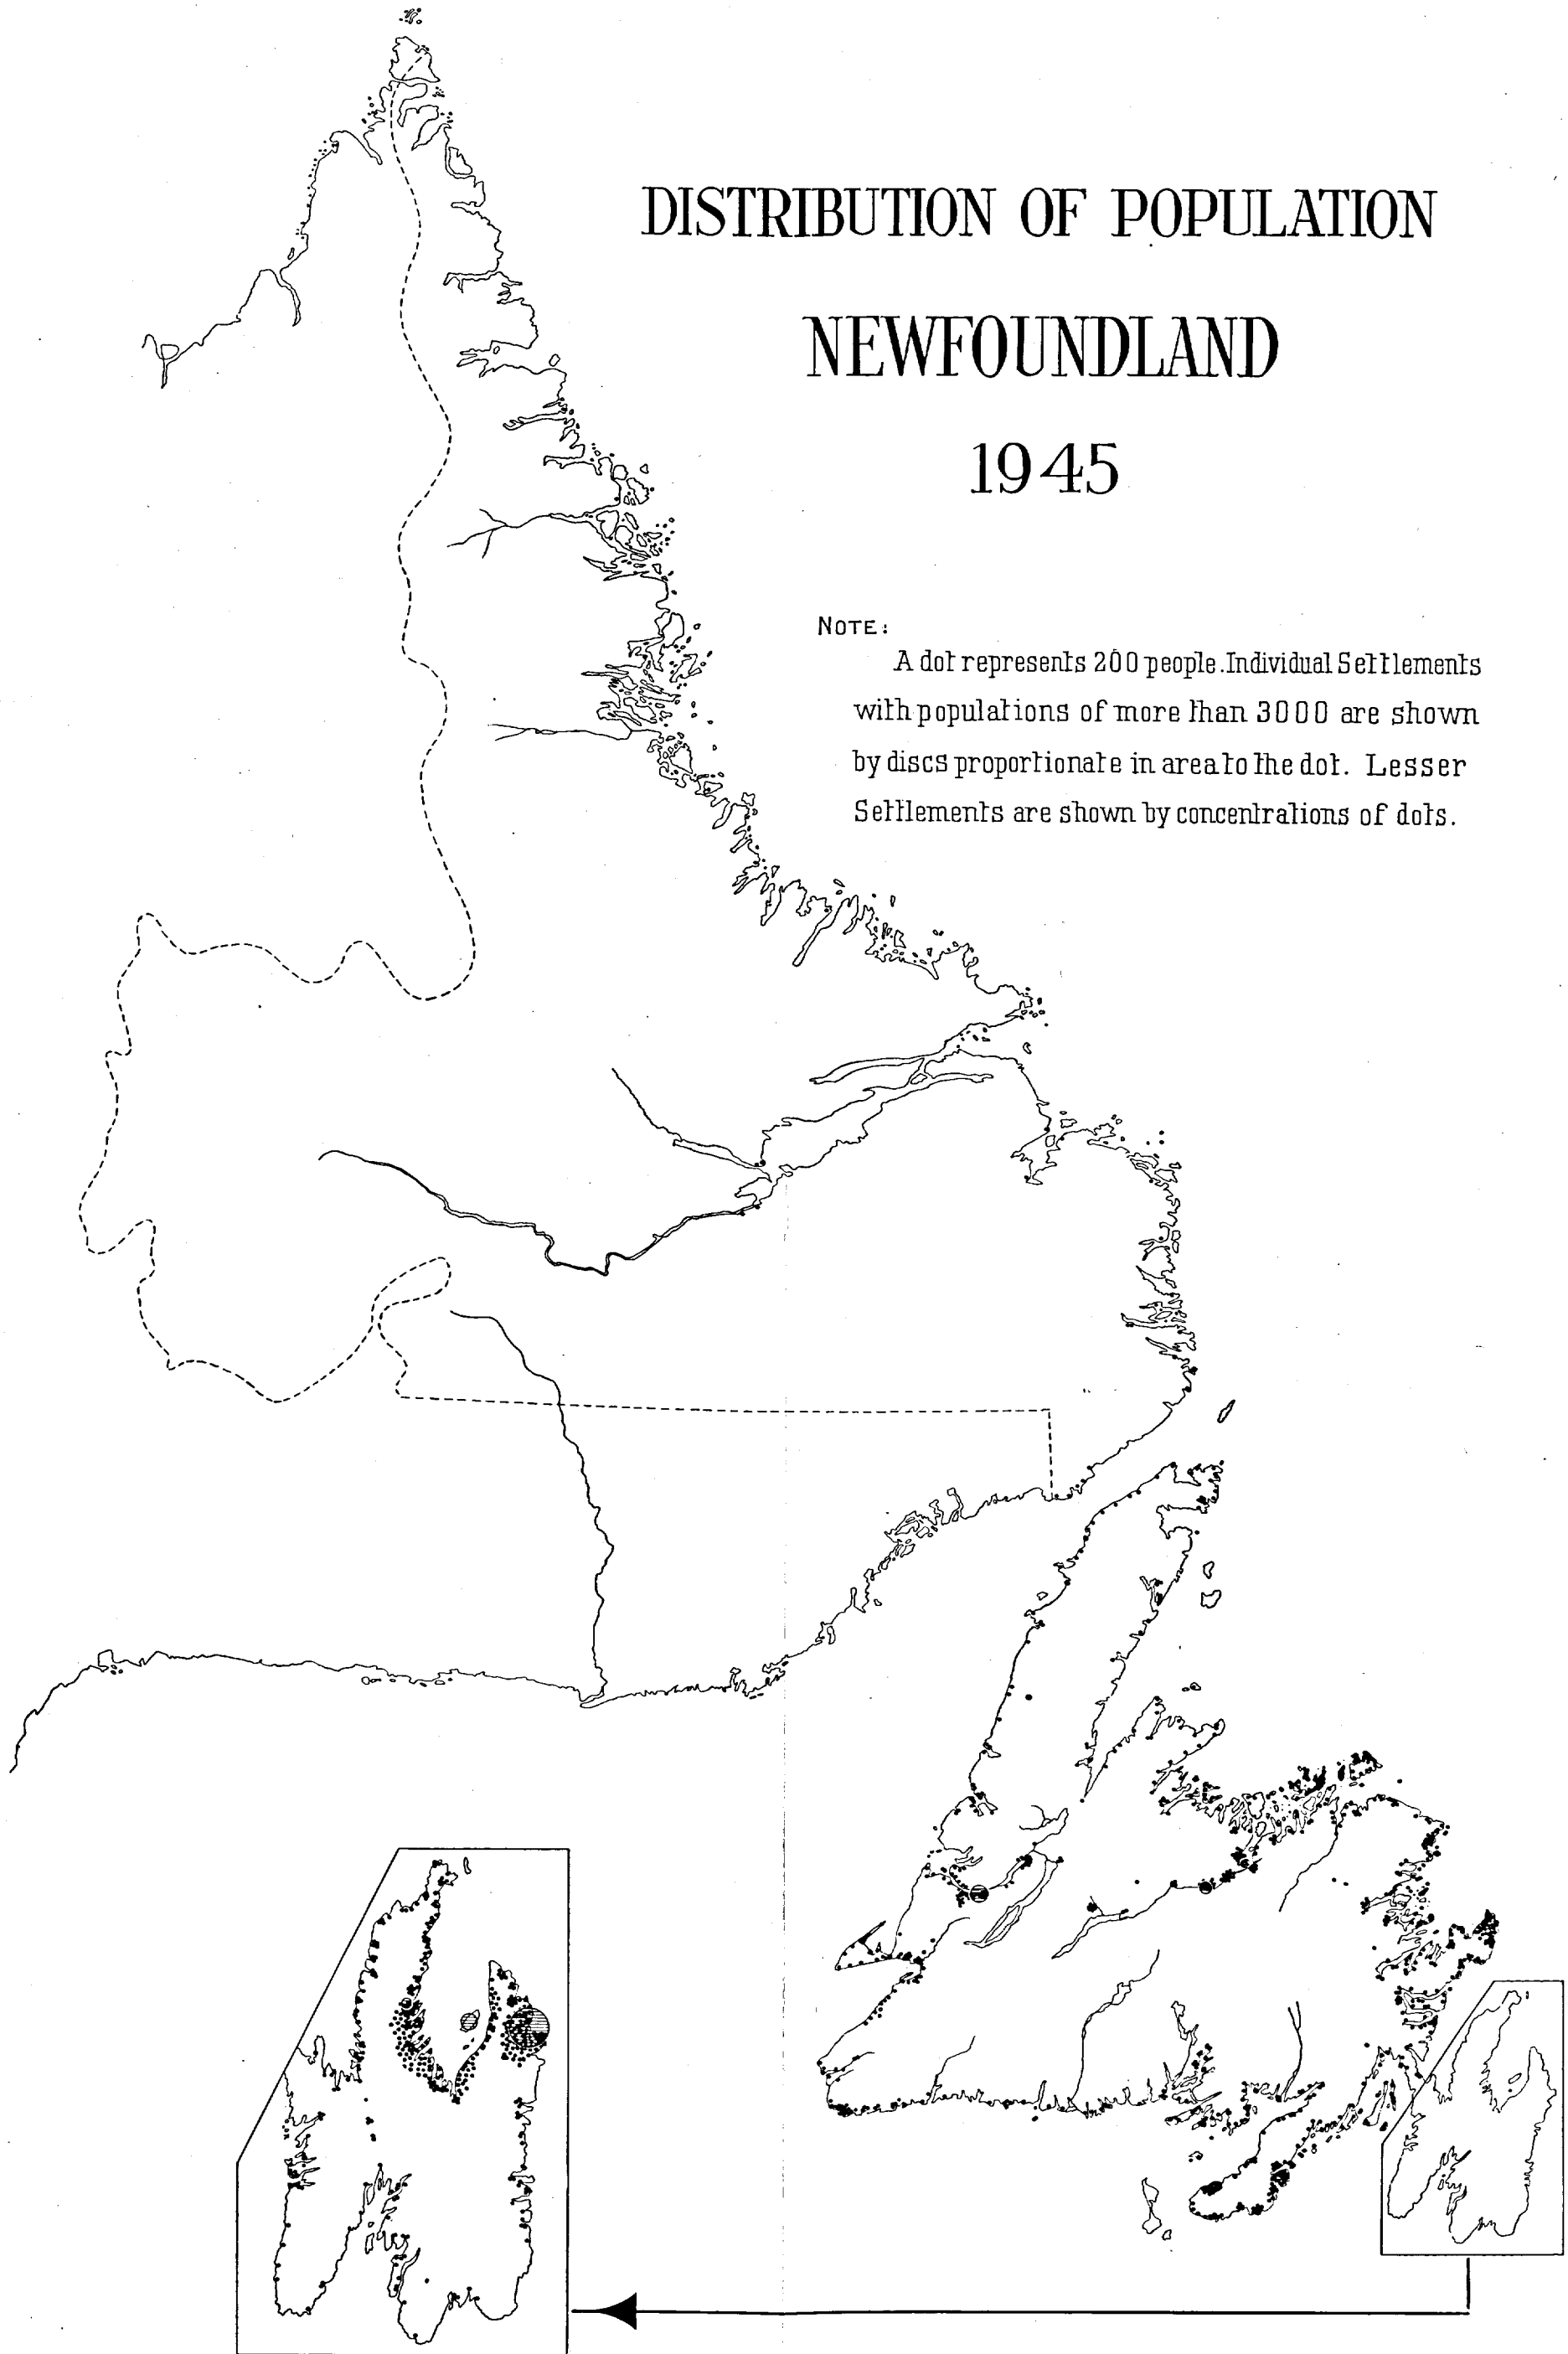 DISTRIBUTION OF POPULATION
NEWFOUNDLAND
1945
NOTE:
A dot represents 200 people. Individual Settlements
with populations of more than 3000 are shown
by discs proportionate in area to the dot. Lesser
Settlements are shown by concentrations of dots.